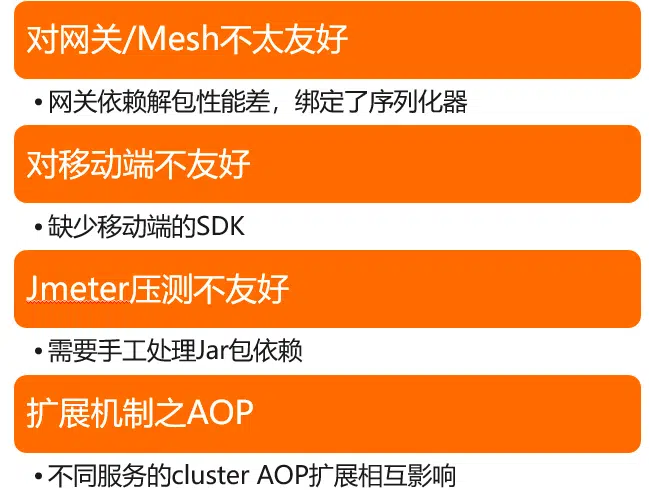 对网关/Mesh不太友好
• 网关依赖解包性能差，绑定了序列化器
对移动端不友好
• 缺少移动端的SDK
Jmeter压测不友好
• 需要手工处理Jar包依赖
扩展机制之AOP
• 不同服务的cluster AOP扩展相互影响